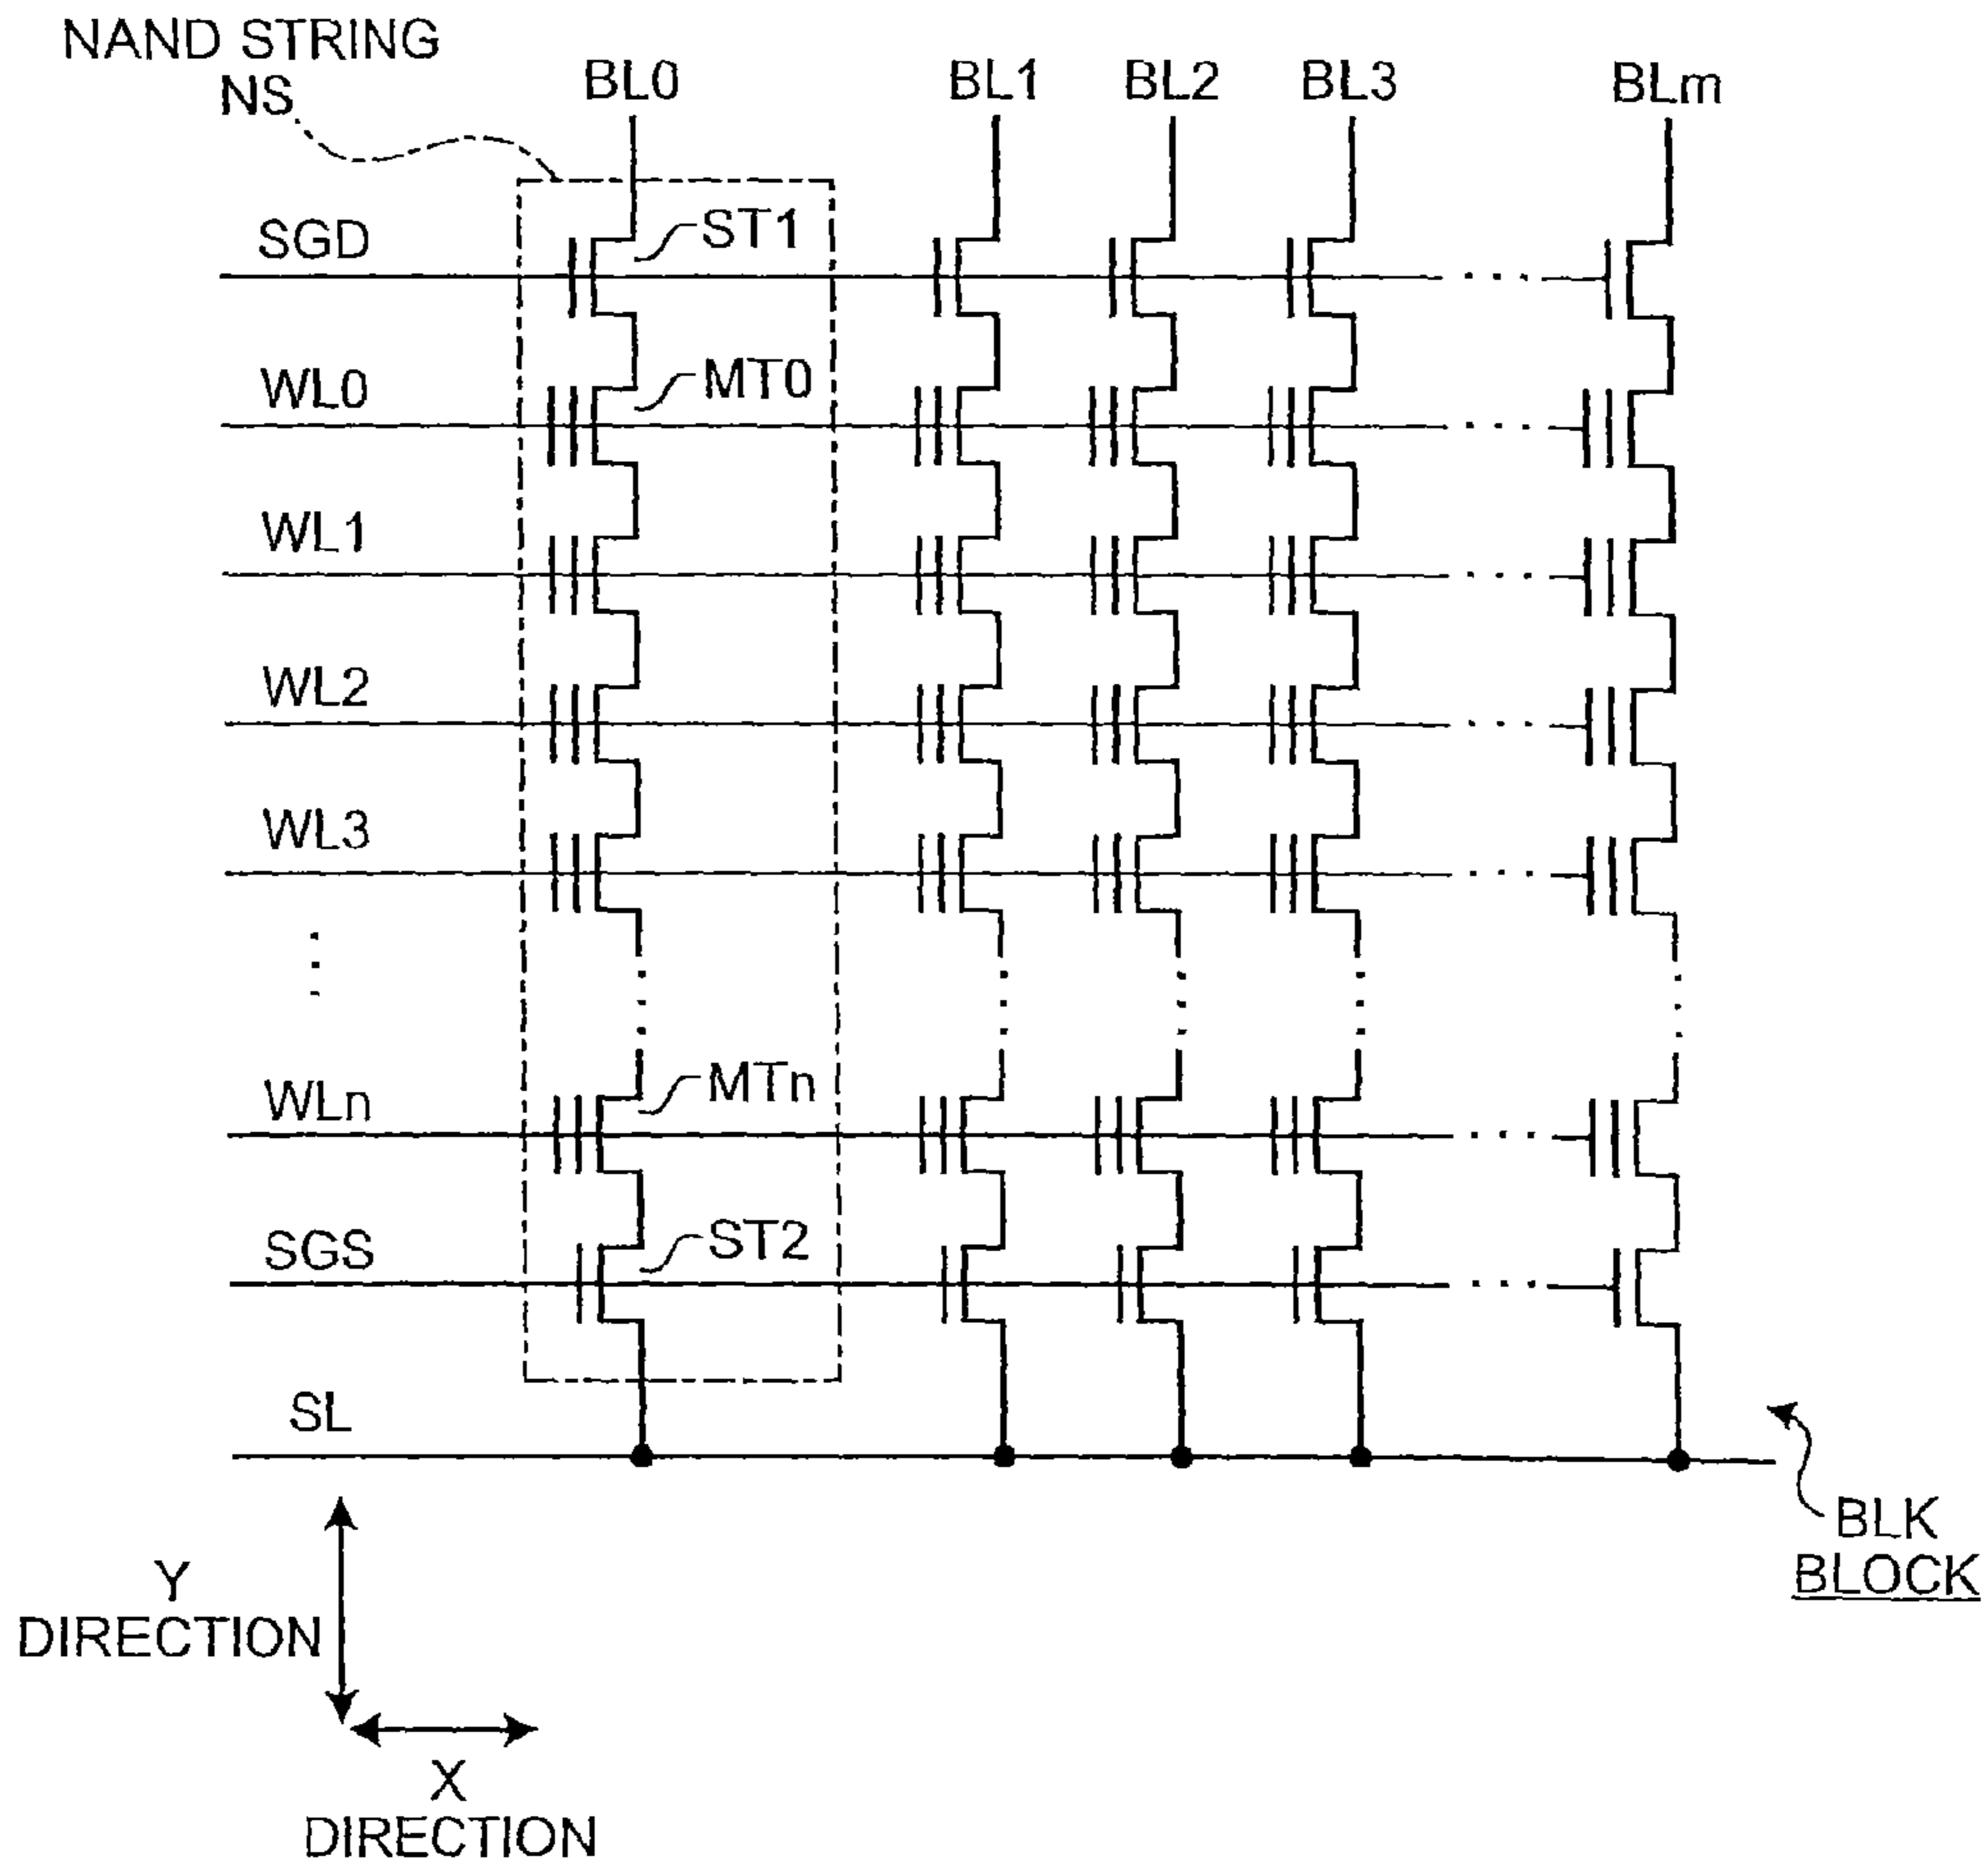 NAND STRING
NS
BL0 BL1 BL2 BL3 BLm
SGD
ST1
WL0
MT0
WL1
WL2
WL3
WLn
MTn
SGS
ST2
SL
BLK
BLOCK
Y
DIRECTION
X
DIRECTION